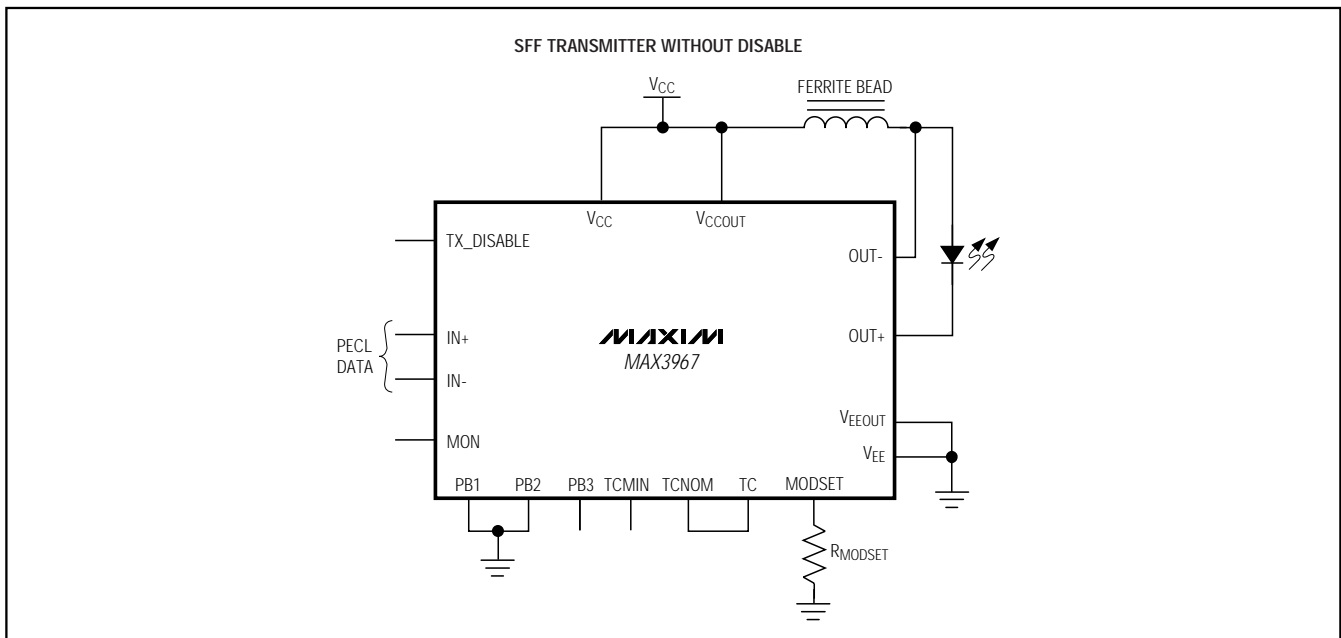 SFF TRANSMITTER WITHOUT DISABLE
VCC
FERRITE BEAD
VCC
VCCOUT
TX_DISABLE
OUT-
IN+
PECL
DATA
IN-
MAXIM
MAX3967
OUT+
MON
VEEOUT
VEE
PB1
PB2
PB3
TCMIN
TCNOM
TC
MODSET
RMODSET